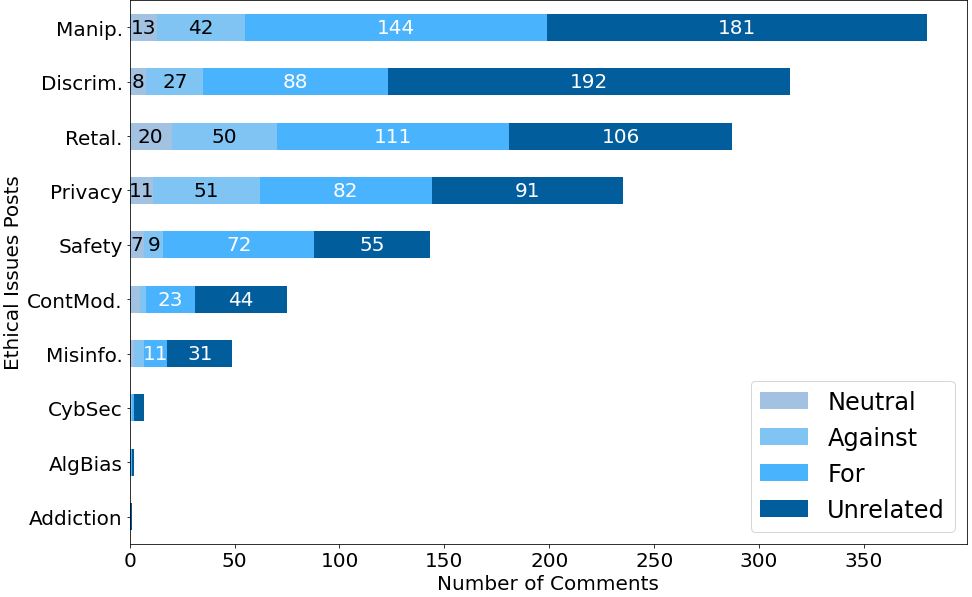 Ethical Issues Posts
Manip. 13 42 144 181
Discrim. 8 27 88 192
Retal. 20 50 111 106
Privacy 11 51 82 91
Safety 7 9 72 55
ContMod. 23 44
Misinfo. 11 31
CybSec
AlgBias
Addiction
Neutral
Against
For
Unrelated
0 50 100 150 200 250 300 350
Number of Comments